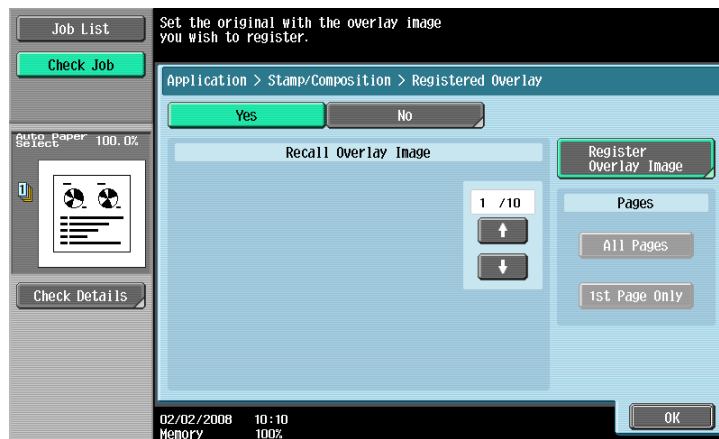 Job List
Check Job
Set the original with the overlay image
you wish to register.
Application > Stamp/Composition > Registered Overlay
Yes
No
Auto Paper
Select
100.0%
1
Recall Overlay Image
1 /10
Register
Overlay Image
Pages
All Pages
1st Page Only
Check Details
02/02/2008 10:10
Memory 100%
OK